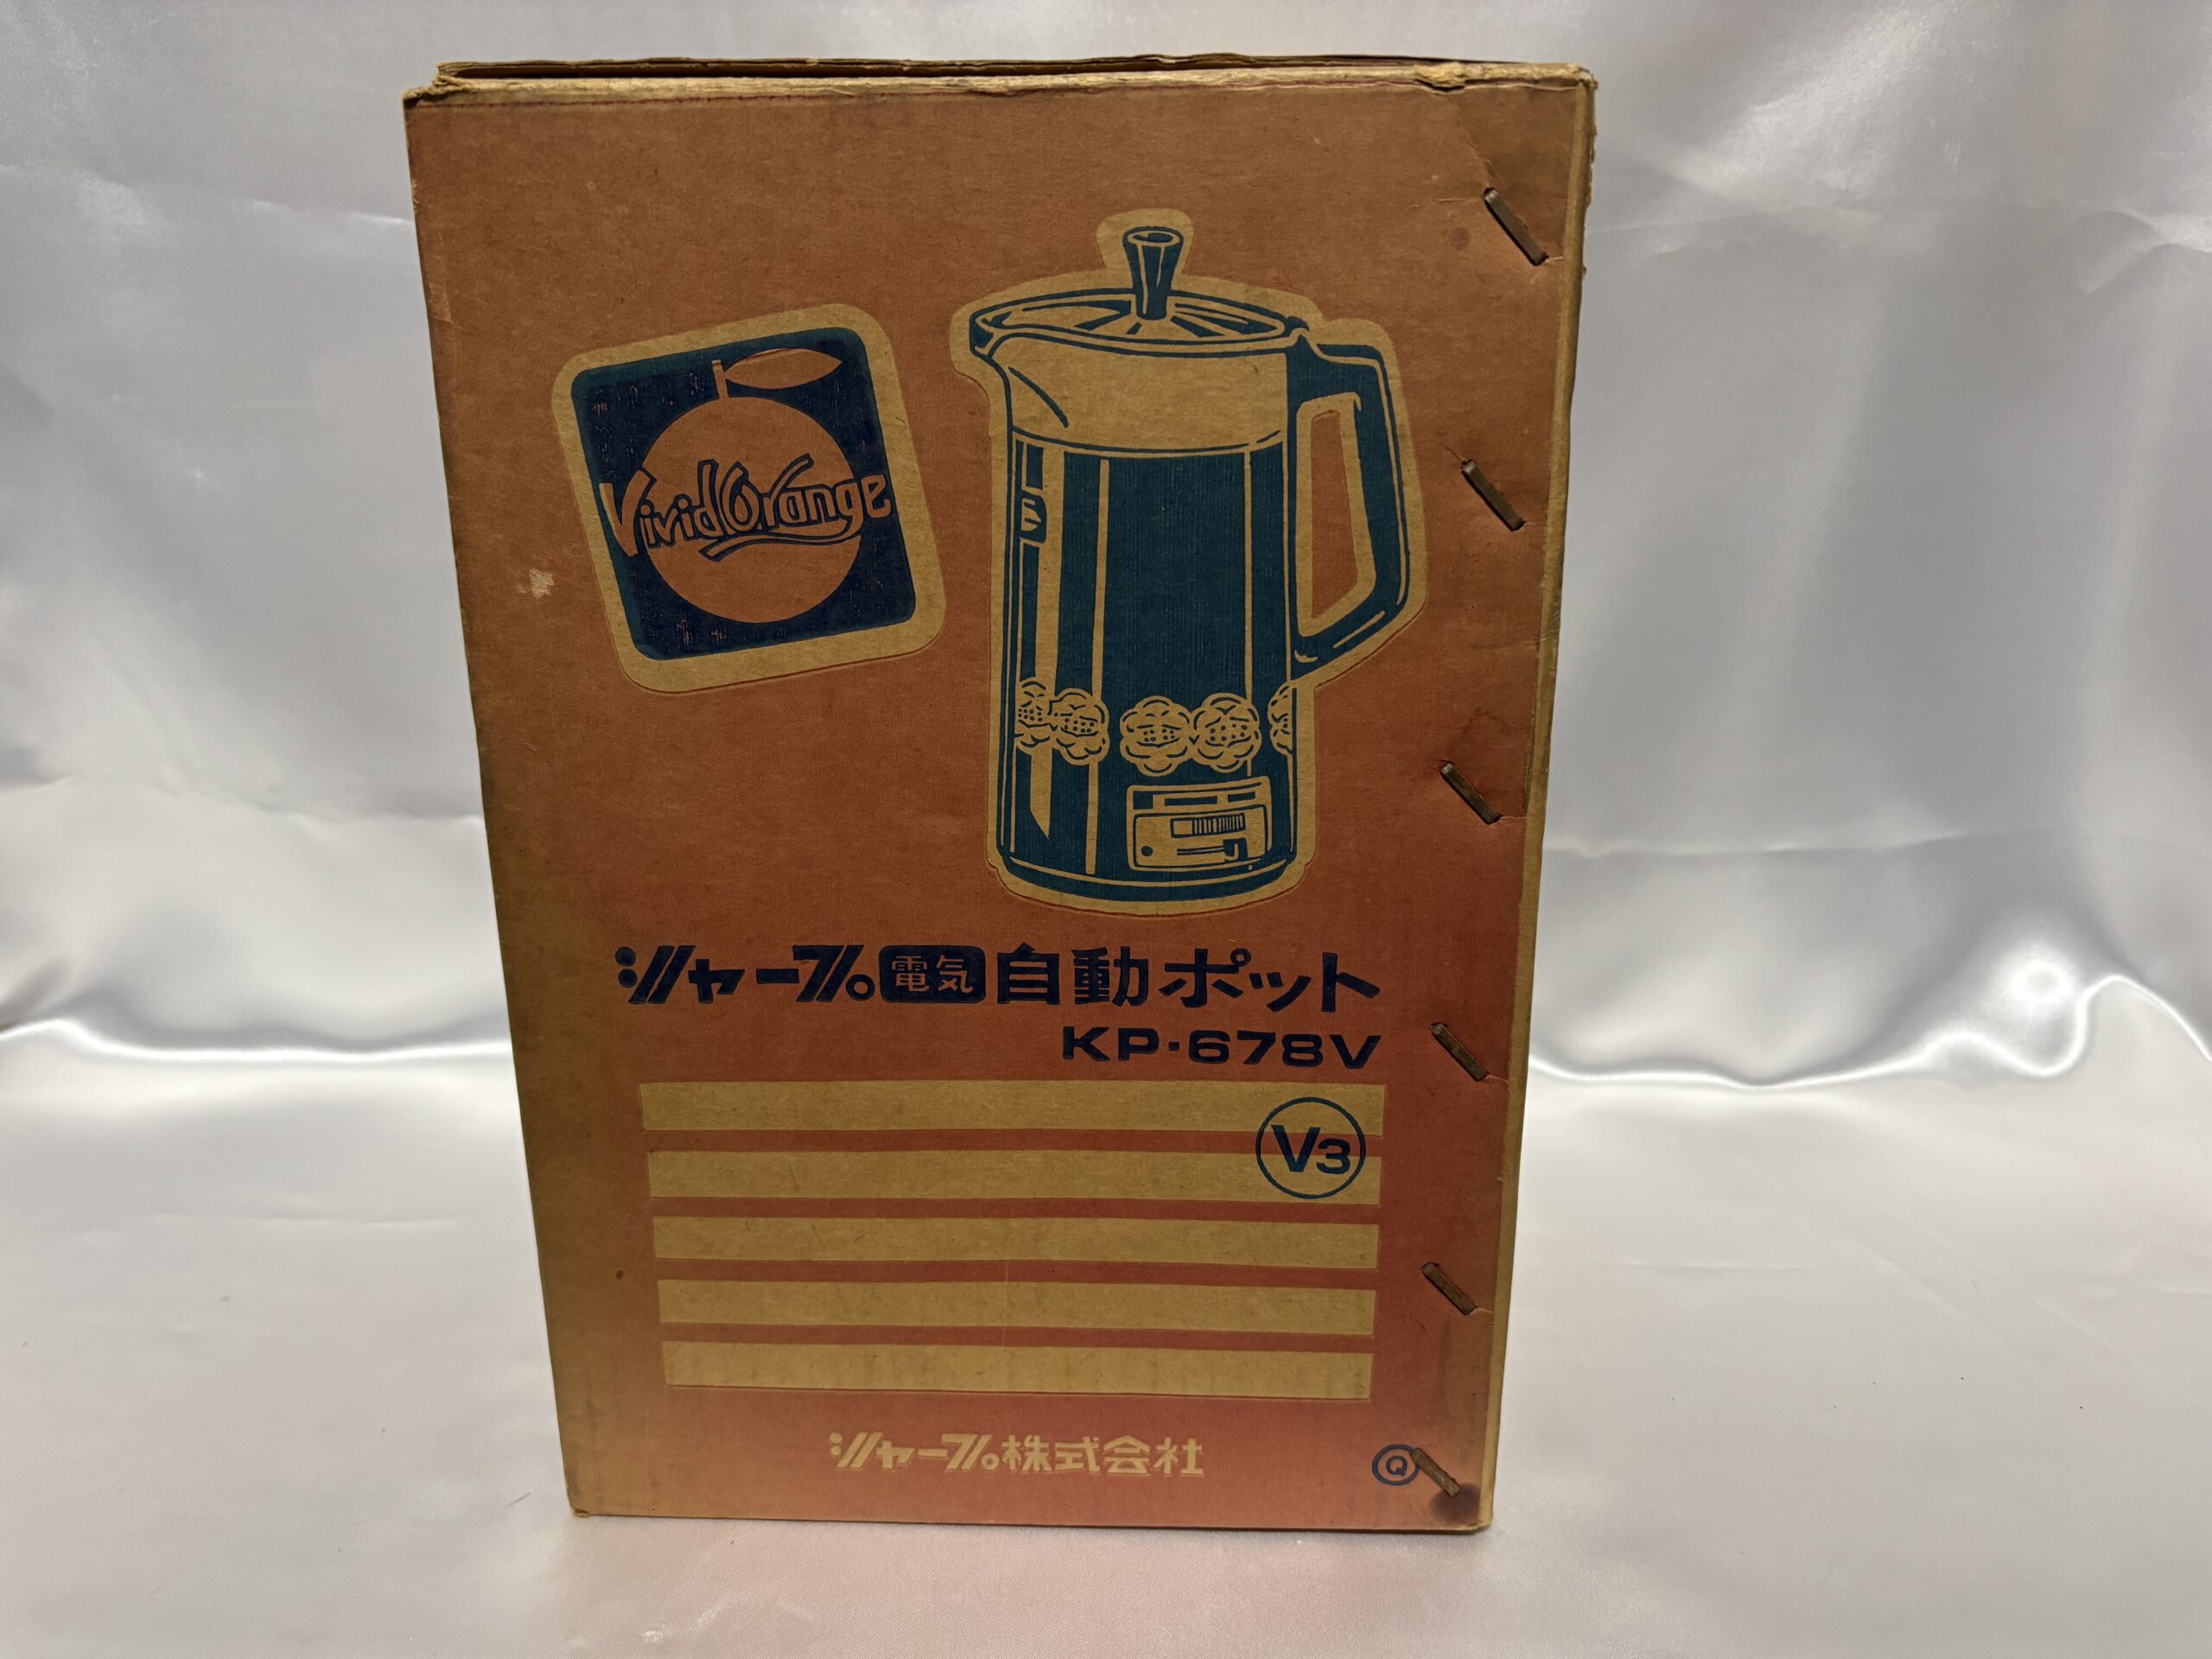 Vivid Orange
シャープ電気自動ポット
KP-678V
V3
シャープ株式会社
Q